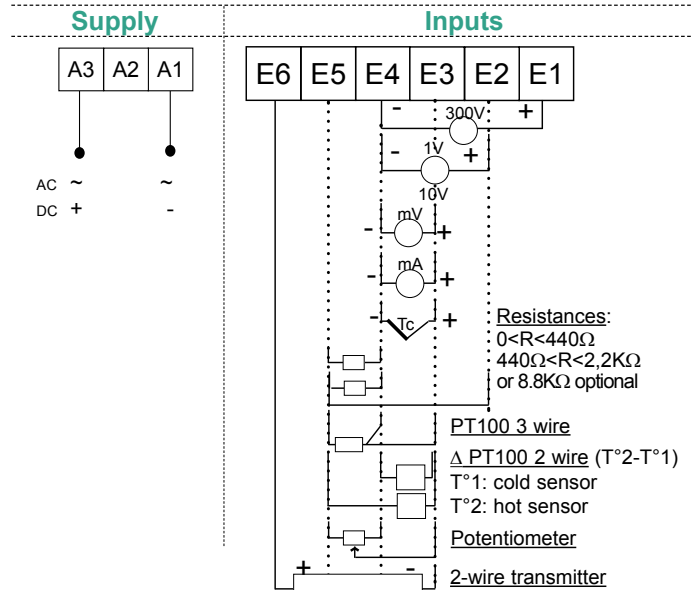 Supply
Inputs
A3 A2 A1
E6 E5 E4 E3 E2 E1
- 300V +
- 1V +
10V
AC ~ ~
DC + -
- mV +
- mA +
- Tc +
Resistances:
0<R<440Ω
440Ω<R<2,2KΩ
or 8.8KΩ optional
PT100 3 wire
Δ PT100 2 wire (T°2-T°1)
T°1: cold sensor
T°2: hot sensor
Potentiometer
+ -
2-wire transmitter